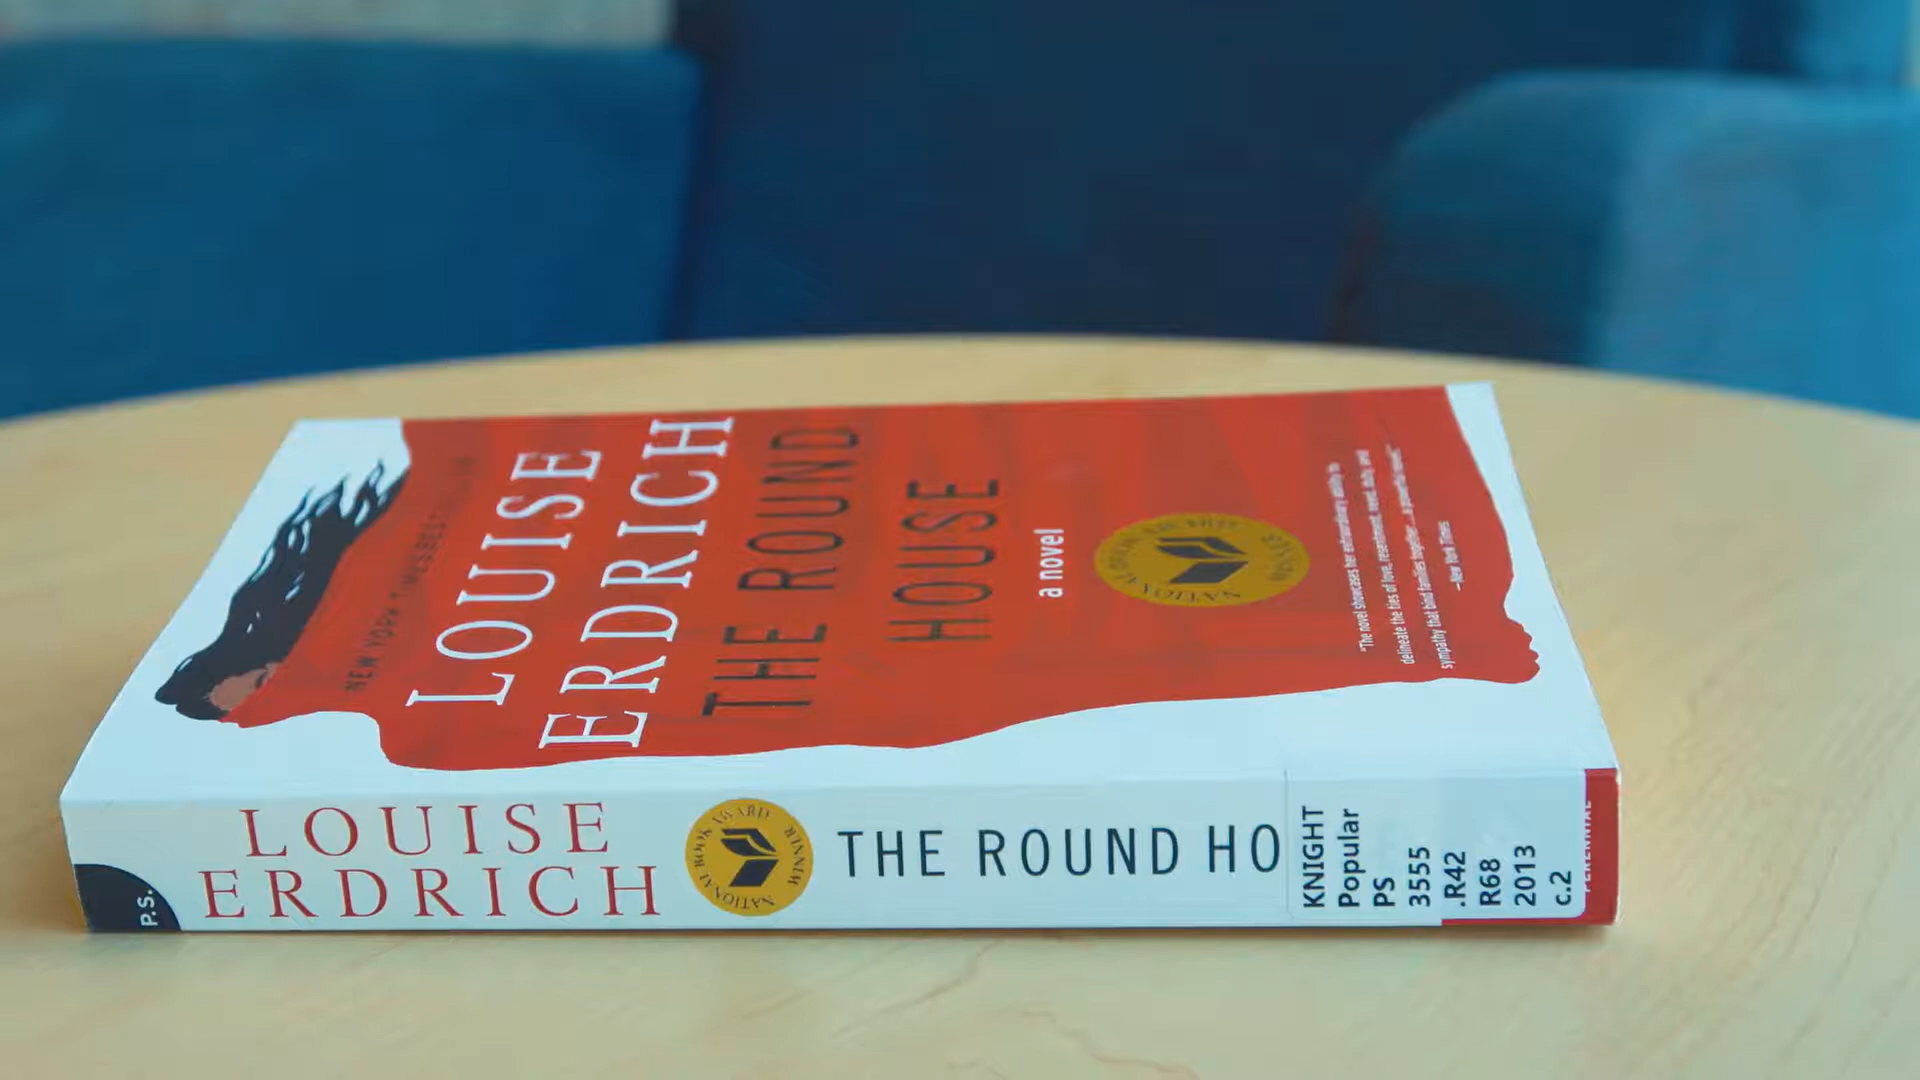 NEW YORK TIMES BESTSELLER
LOUISE
ERDRICH
THE ROUND
HOUSE
a novel
NATIONAL BOOK AWARD WINNER
"The novel showcases her extraordinary ability to
delineate the ties of love, resentment, need, duty, and
sympathy that bind families together...a powerful novel."
—New York Times
P.S.
LOUISE
ERDRICH
NATIONAL BOOK AWARD WINNER
THE ROUND HO
KNIGHT
Popular
PS
3555
.R42
R68
2013
c.2
PERENNIAL